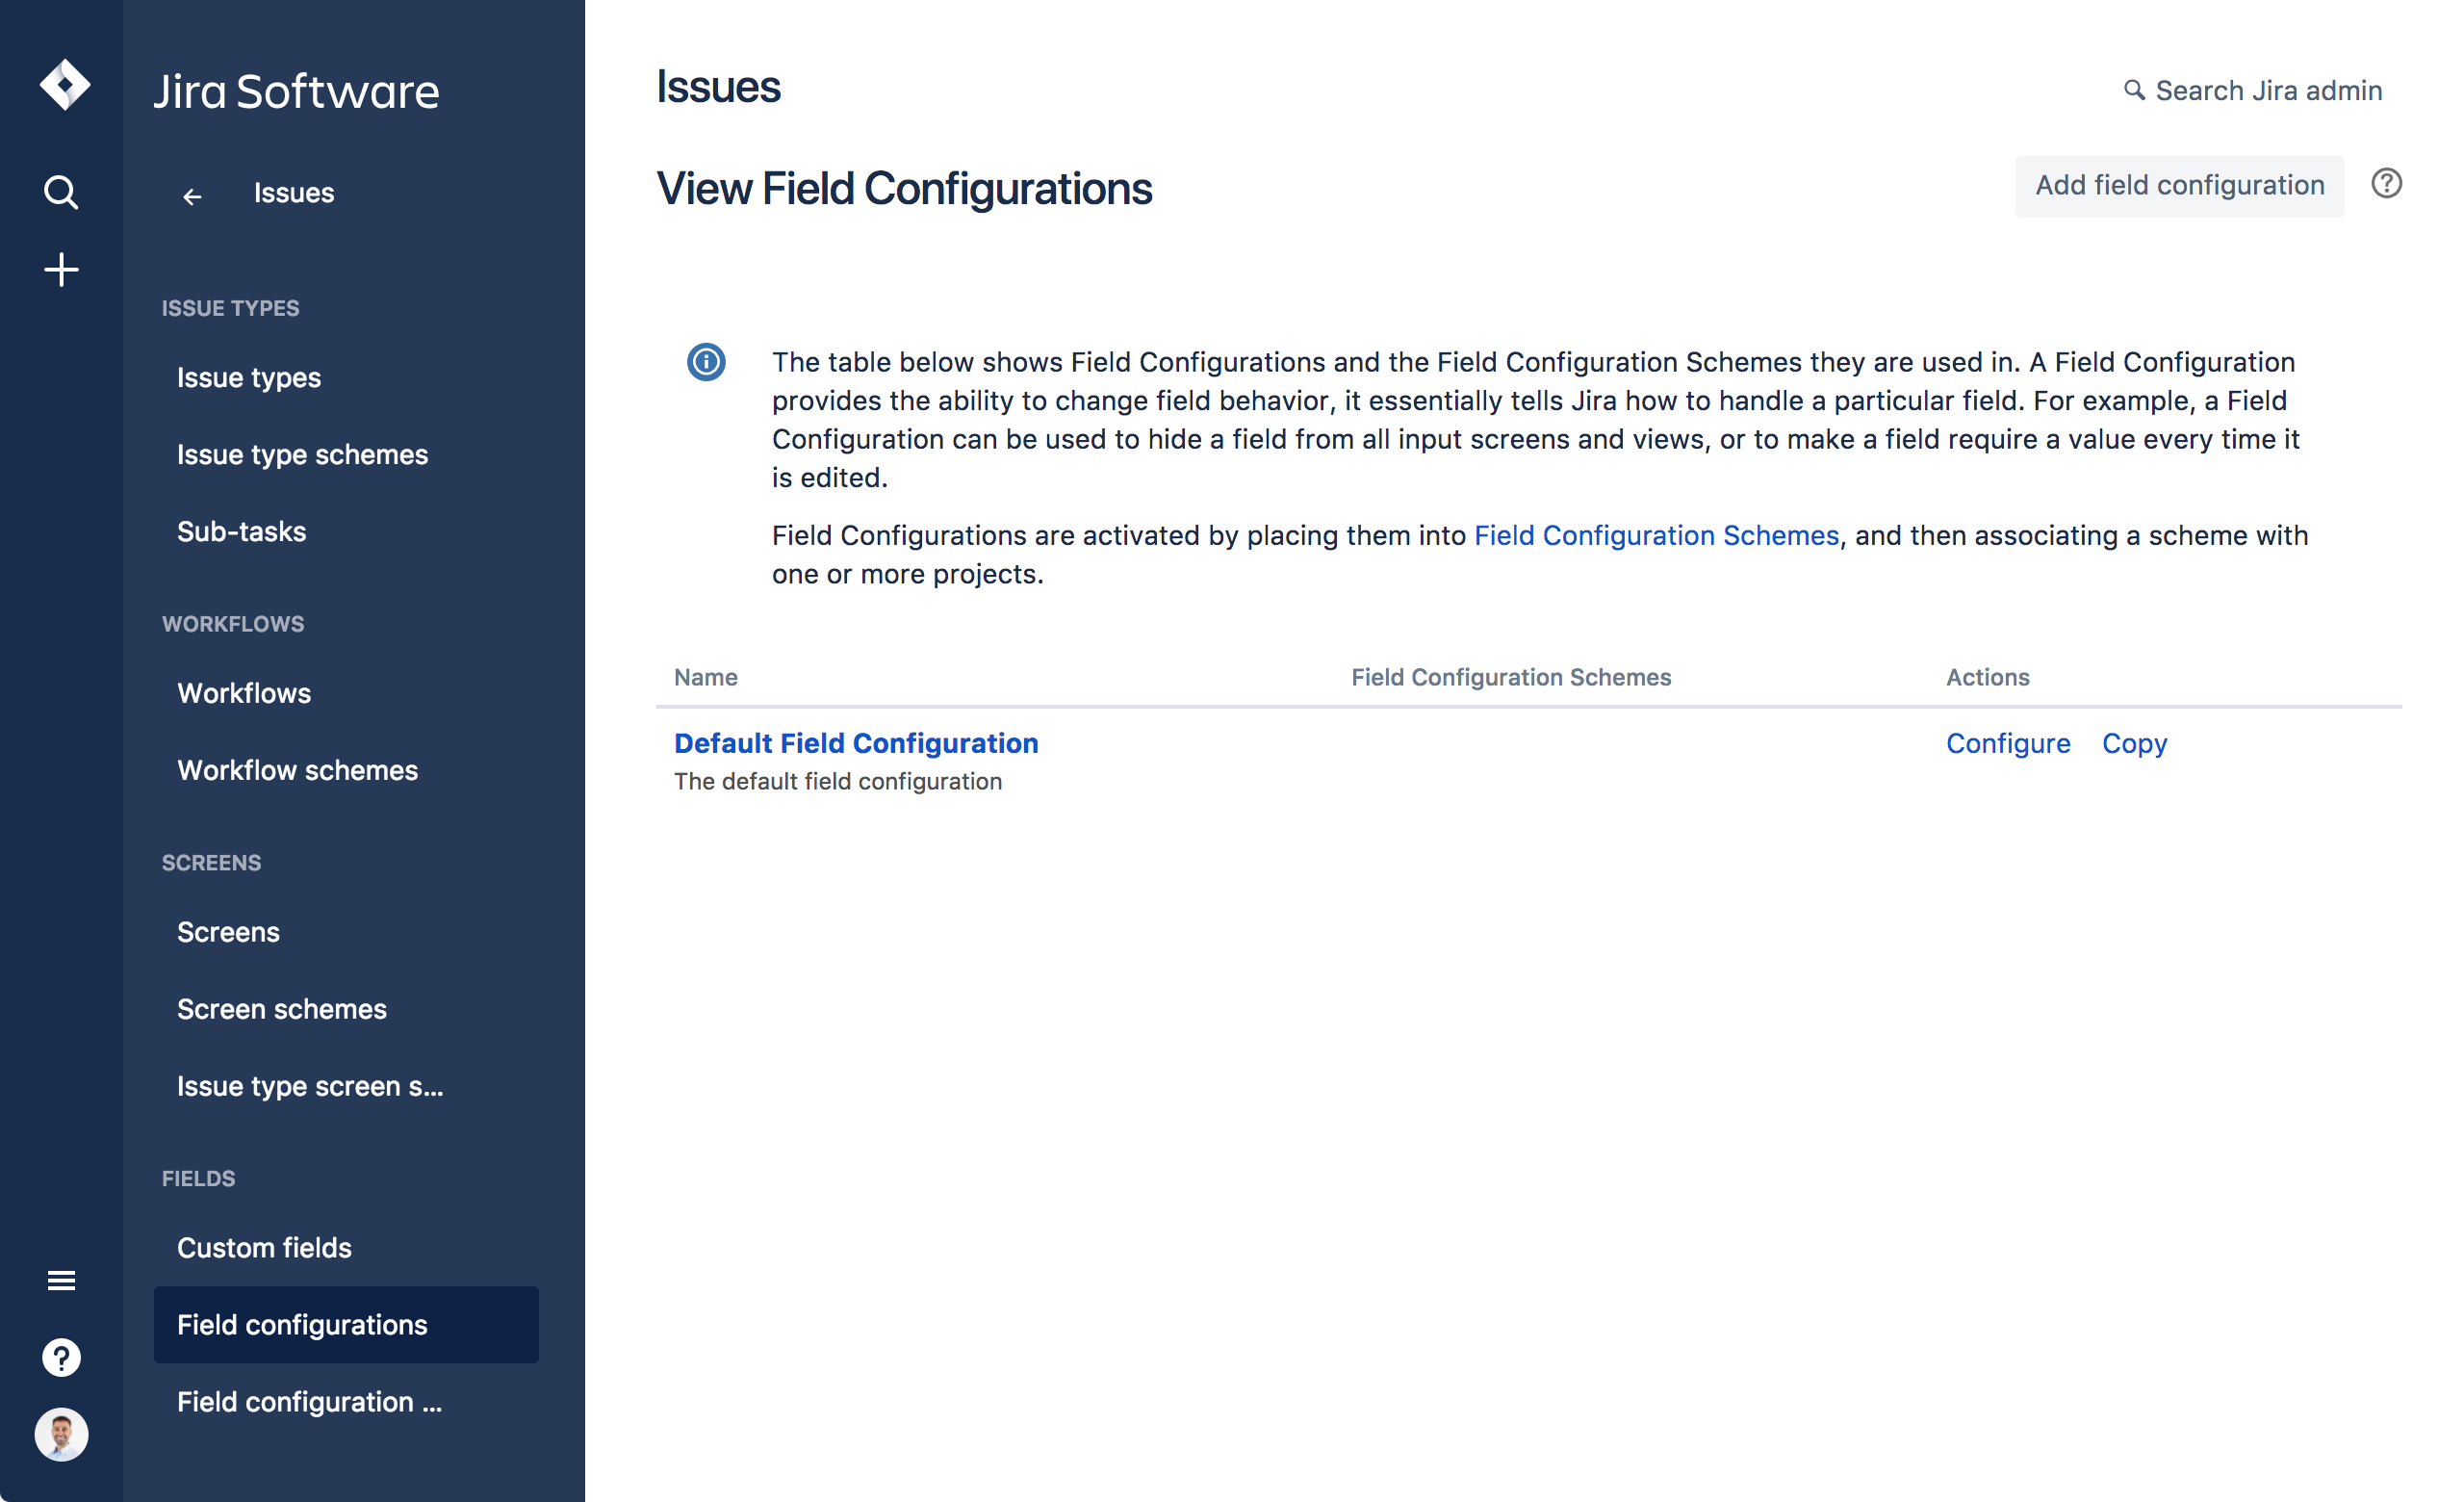 Jira Software
Issues
ISSUE TYPES
Issue types
Issue type schemes
Sub-tasks
WORKFLOWS
Workflows
Workflow schemes
SCREENS
Screens
Screen schemes
Issue type screen s...
FIELDS
Custom fields
Field configurations
Field configuration ...
Issues
Search Jira admin
View Field Configurations
Add field configuration
The table below shows Field Configurations and the Field Configuration Schemes they are used in. A Field Configuration
provides the ability to change field behavior, it essentially tells Jira how to handle a particular field. For example, a Field
Configuration can be used to hide a field from all input screens and views, or to make a field require a value every time it
is edited.
Field Configurations are activated by placing them into Field Configuration Schemes, and then associating a scheme with
one or more projects.
Name Field Configuration Schemes Actions
Default Field Configuration Configure Copy
The default field configuration